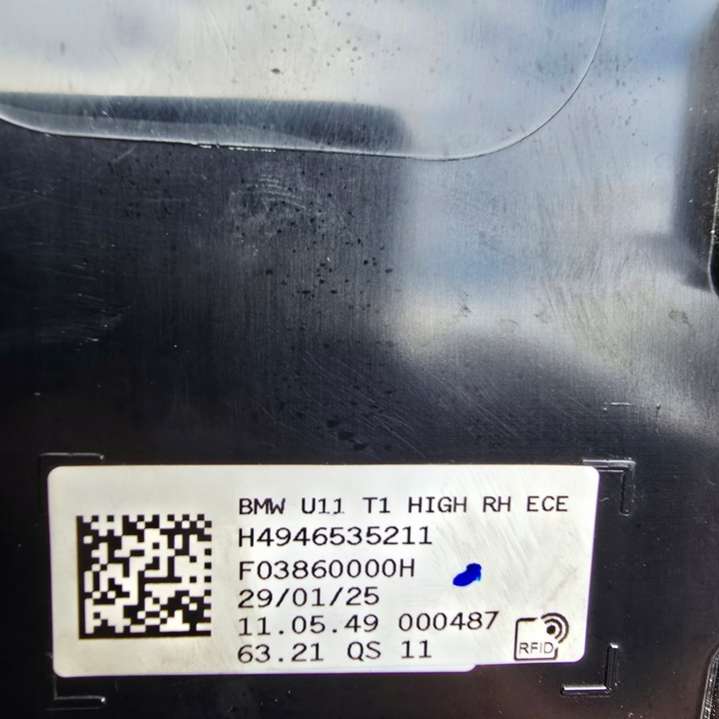 BMW U11 T1 HIGH RH ECE
H4946535211
F03860000H
29/01/25
11.05.49 000487
63.21 QS 11
RFID